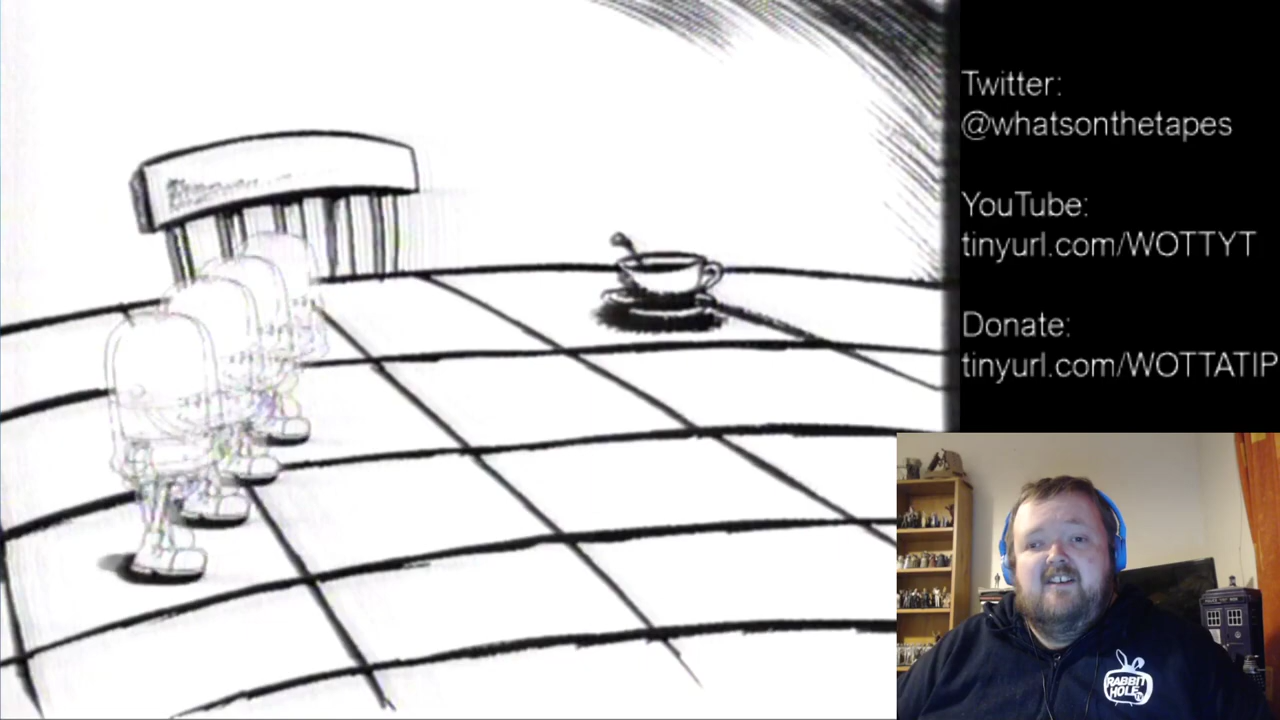 Twitter:
@whatsonthetapes
YouTube:
tinyurl.com/WOTTYT
Donate:
tinyurl.com/WOTTATIP
RABBIT
HOLE